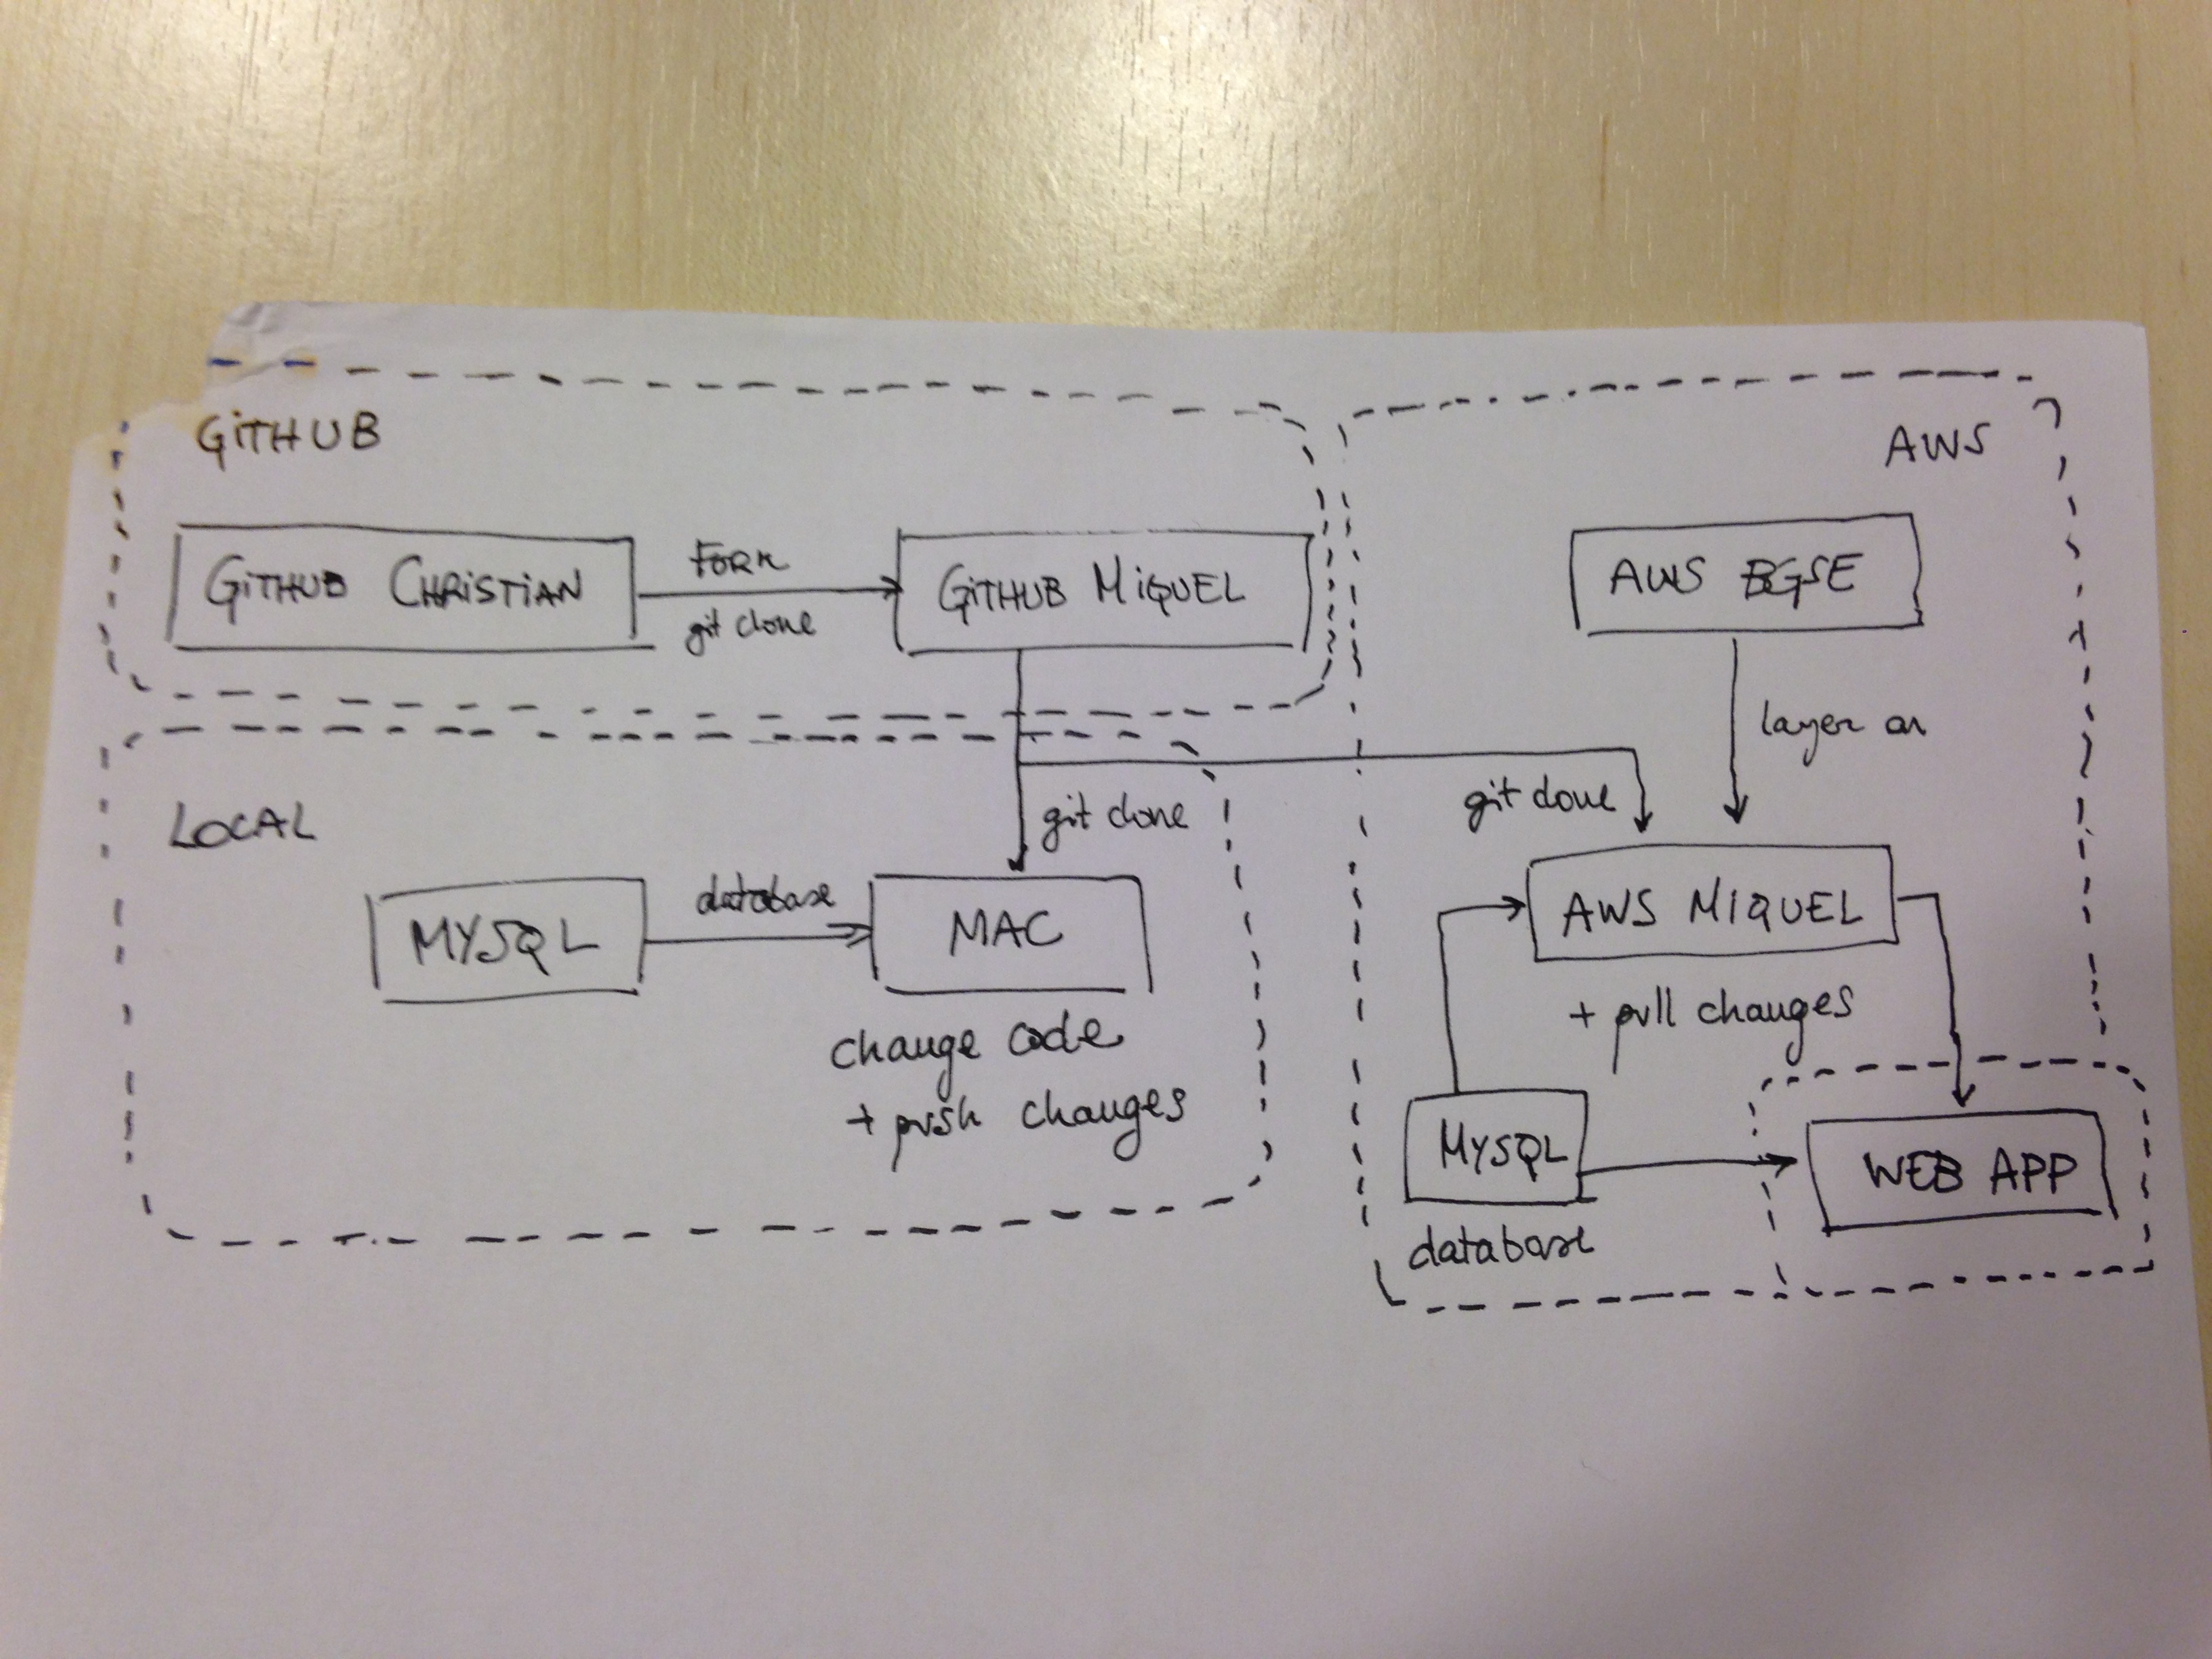 GITHUB
AWS
GITHUB CHRISTIAN
FORK
git clone
GITHUB MIQUEL
AWS BGSE
LOCAL
git clone
git clone
layer on
MYSQL
database
MAC
AWS MIQUEL
change code
+ push changes
+ pull changes
MYSQL
database
WEB APP